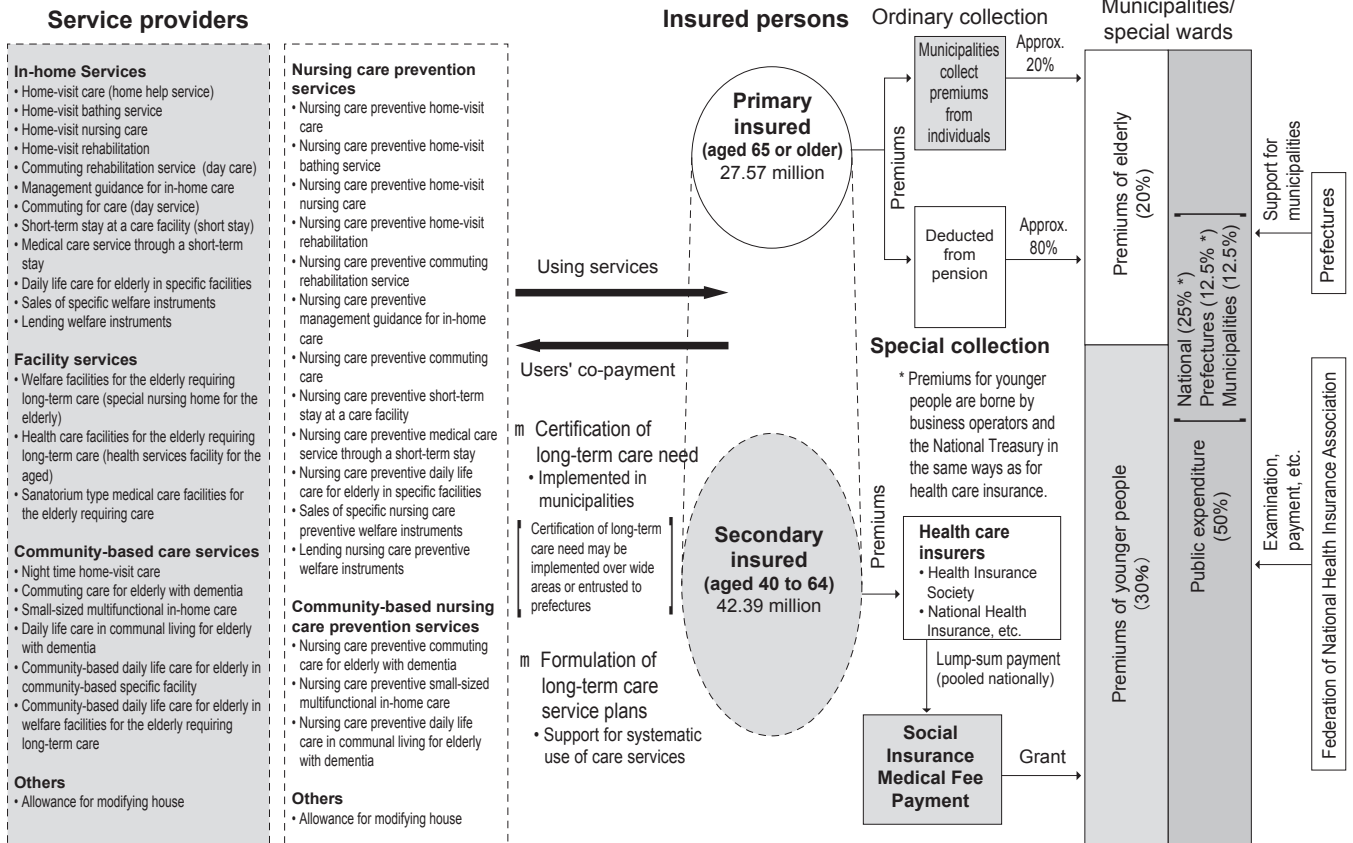 Service providers
In-home Services
• Home-visit care (home help service)
• Home-visit bathing service
• Home-visit nursing care
• Home-visit rehabilitation
• Commuting rehabilitation service (day care)
• Management guidance for in-home care
• Commuting for care (day service)
• Short-term stay at a care facility (short stay)
• Medical care service through a short-term
stay
• Daily life care for elderly in specific facilities
• Sales of specific welfare instruments
• Lending welfare instruments
Facility services
• Welfare facilities for the elderly requiring
long-term care (special nursing home for the
elderly)
• Health care facilities for the elderly requiring
long-term care (health services facility for the
aged)
• Sanatorium type medical care facilities for
the elderly requiring care
Community-based care services
• Night time home-visit care
• Commuting care for elderly with dementia
• Small-sized multifunctional in-home care
• Daily life care in communal living for elderly
with dementia
• Community-based daily life care for elderly in
community-based specific facility
• Community-based daily life care for elderly in
welfare facilities for the elderly requiring
long-term care
Others
• Allowance for modifying house
Nursing care prevention
services
• Nursing care preventive home-visit
care
• Nursing care preventive home-visit
bathing service
• Nursing care preventive home-visit
nursing care
• Nursing care preventive home-visit
rehabilitation
• Nursing care preventive commuting
rehabilitation service
• Nursing care preventive
management guidance for in-home
care
• Nursing care preventive commuting
care
• Nursing care preventive short-term
stay at a care facility
• Nursing care preventive medical care
service through a short-term stay
• Nursing care preventive daily life
care for elderly in specific facilities
• Sales of specific nursing care
preventive welfare instruments
• Lending nursing care preventive
welfare instruments
Community-based nursing
care prevention services
• Nursing care preventive commuting
care for elderly with dementia
• Nursing care preventive small-sized
multifunctional in-home care
• Nursing care preventive daily life
care in communal living for elderly
with dementia
Others
• Allowance for modifying house
Using services
Users' co-payment
m Certification of
long-term care need
• Implemented in
municipalities
Certification of long-term
care need may be
implemented over wide
areas or entrusted to
prefectures
m Formulation of
long-term care
service plans
• Support for systematic
use of care services
Insured persons
Primary
insured
(aged 65 or older)
27.57 million
Secondary
insured
(aged 40 to 64)
42.39 million
Ordinary collection
Premiums
Municipalities
collect
premiums
from
individuals
Approx.
20%
Deducted
from
pension
Approx.
80%
Special collection
* Premiums for younger
people are borne by
business operators and
the National Treasury in
the same ways as for
health care insurance.
Premiums
Health care
insurers
• Health Insurance
Society
• National Health
Insurance, etc.
Lump-sum payment
(pooled nationally)
Social
Insurance
Medical Fee
Payment
Grant
Municipalities/
special wards
Premiums of elderly
(20%)
Premiums of younger people
(30%)
National (25% *)
Prefectures (12.5% *)
Municipalities (12.5%)
Public expenditure
(50%)
Support for
municipalities
Prefectures
Examination,
payment, etc.
Federation of National Health Insurance Association